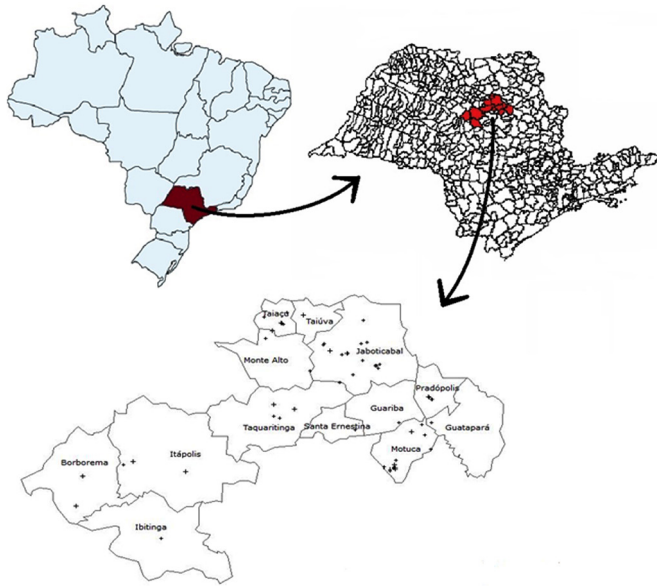 Taiaçu
Taiúva
Monte Alto
Jaboticabal
Pradópolis
Guariba
Taquaritinga
Santa Ernestina
Guatapará
Motuca
Borborema
Itápolis
Ibitinga